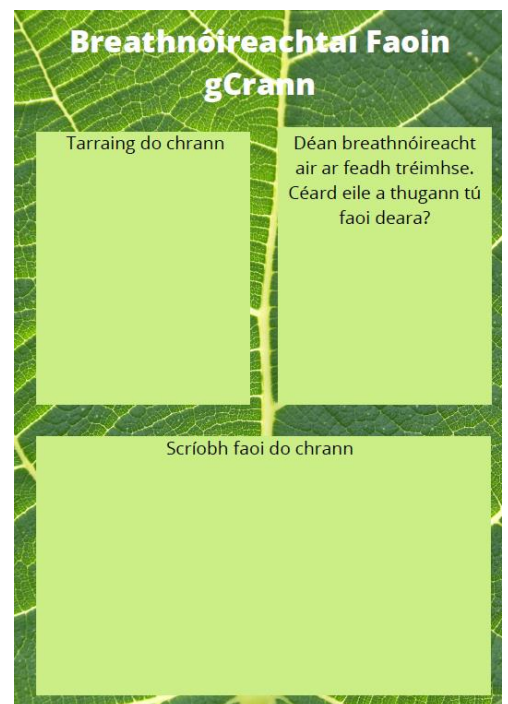 Breathnóireachtaí Faoin
gCrann
Tarraing do chrann
Déan breathnóireacht
air ar feadh tréimhse.
Céard eile a thugann tú
faoi deara?
Scríobh faoi do chrann